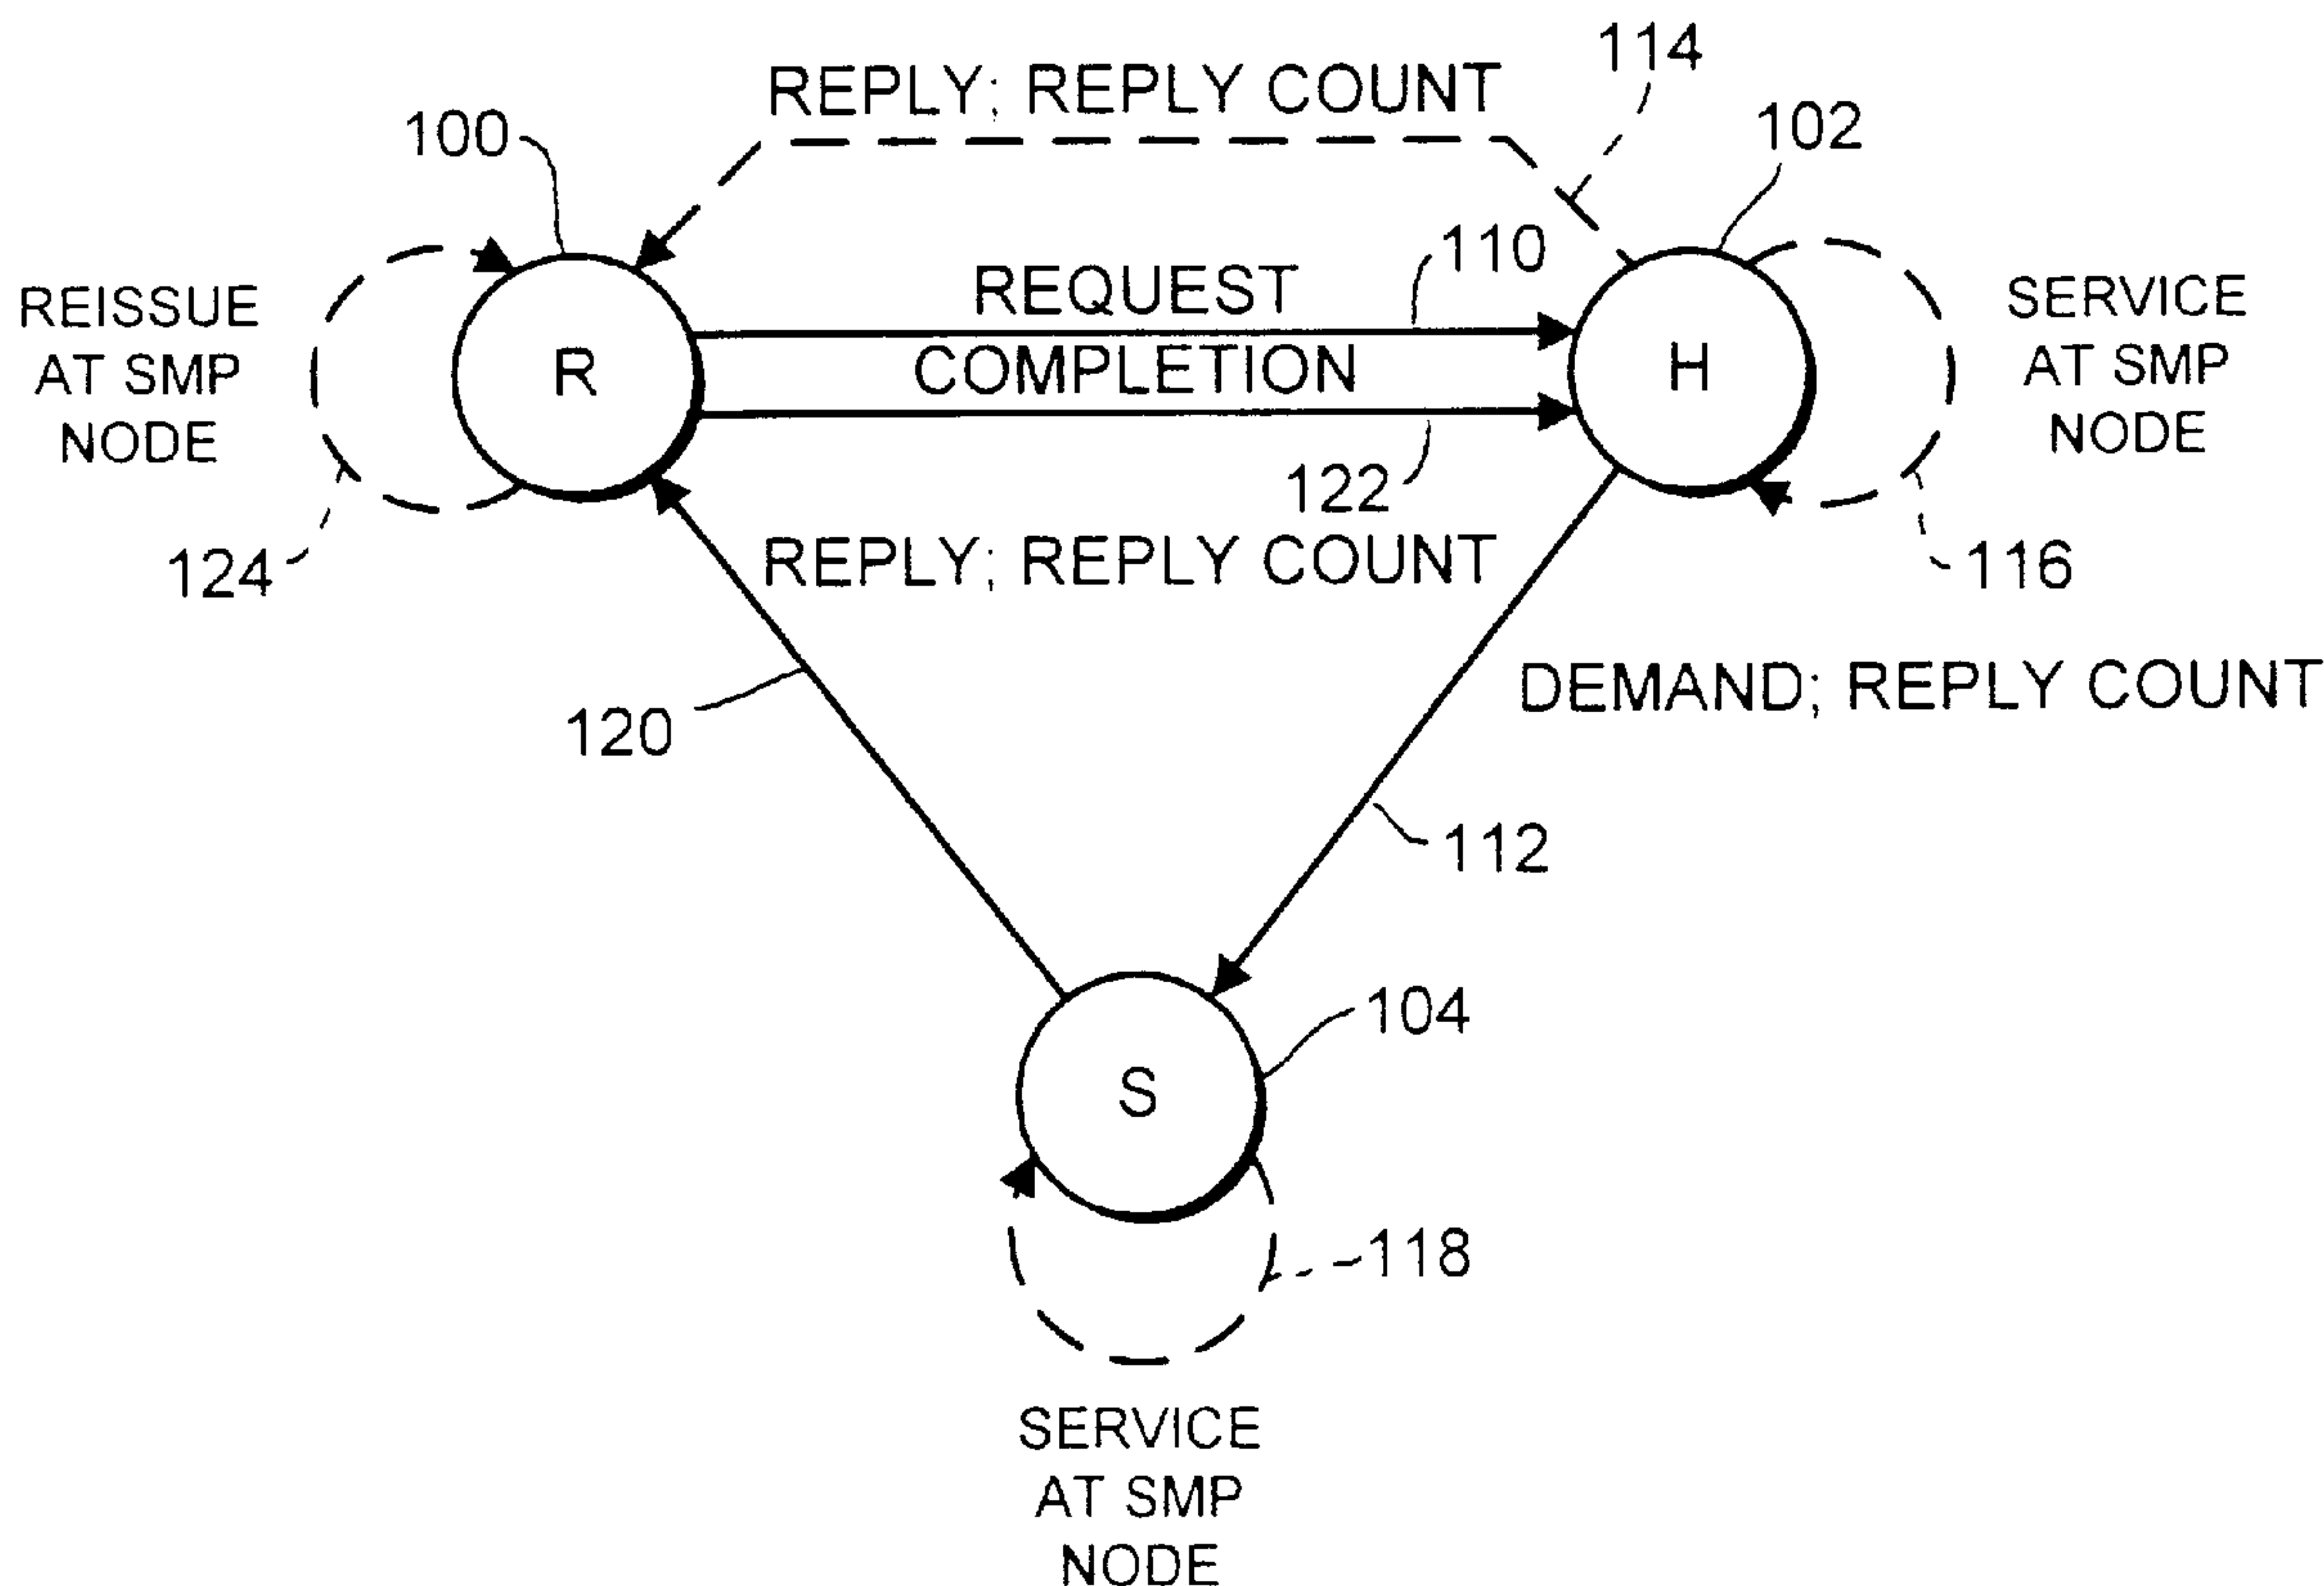 114
REPLY; REPLY COUNT
100
102
110
REQUEST
REISSUE
AT SMP
NODE
R
COMPLETION
H
SERVICE
AT SMP
NODE
122
124
REPLY; REPLY COUNT
116
DEMAND; REPLY COUNT
120
112
104
S
118
SERVICE
AT SMP
NODE